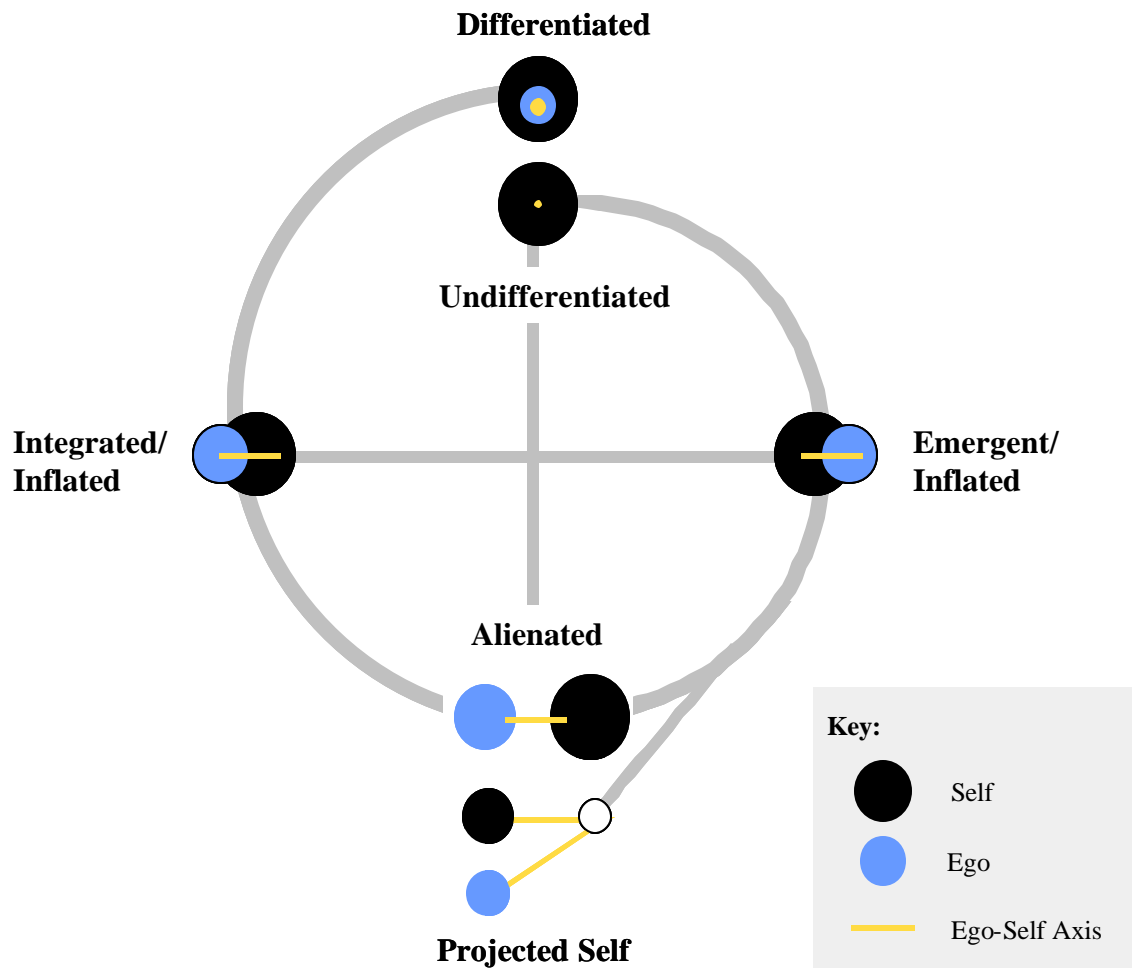 Differentiated
Undifferentiated
Integrated/
Inflated
Emergent/
Inflated
Alienated
Key:
Self
Ego
Ego-Self Axis
Projected Self